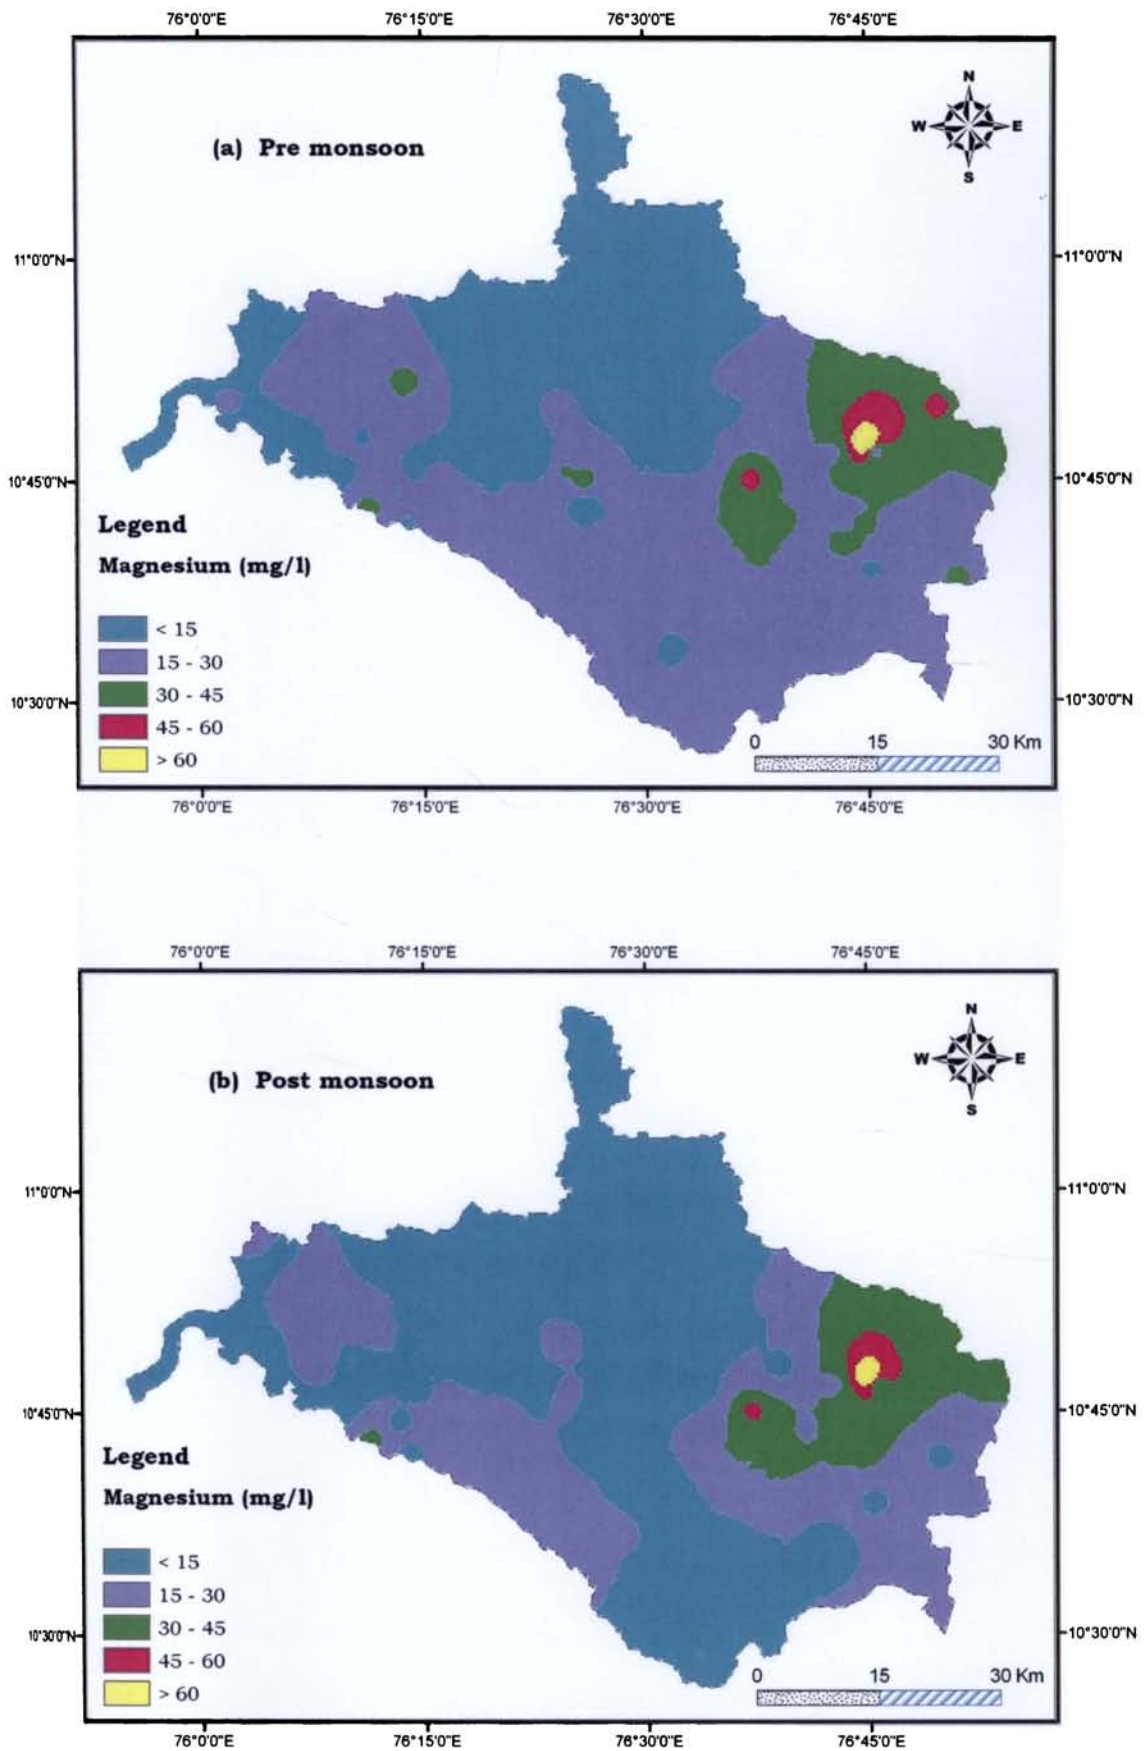 76°0'0"E 76°15'0"E 76°30'0"E 76°45'0"E
N
(a) Pre monsoon
W E
S
11°0'0"N 11°0'0"N
10°45'0"N 10°45'0"N
Legend
Magnesium (mg/l)
< 15
15 - 30
30 - 45
10°30'0"N 10°30'0"N
45 - 60
0 15 30 Km
> 60
76°0'0"E 76°15'0"E 76°30'0"E 76°45'0"E
76°0'0"E 76°15'0"E 76°30'0"E 76°45'0"E
N
(b) Post monsoon
W E
S
11°0'0"N 11°0'0"N
10°45'0"N 10°45'0"N
Legend
Magnesium (mg/l)
< 15
15 - 30
30 - 45
10°30'0"N 10°30'0"N
45 - 60
0 15 30 Km
> 60
76°0'0"E 76°15'0"E 76°30'0"E 76°45'0"E